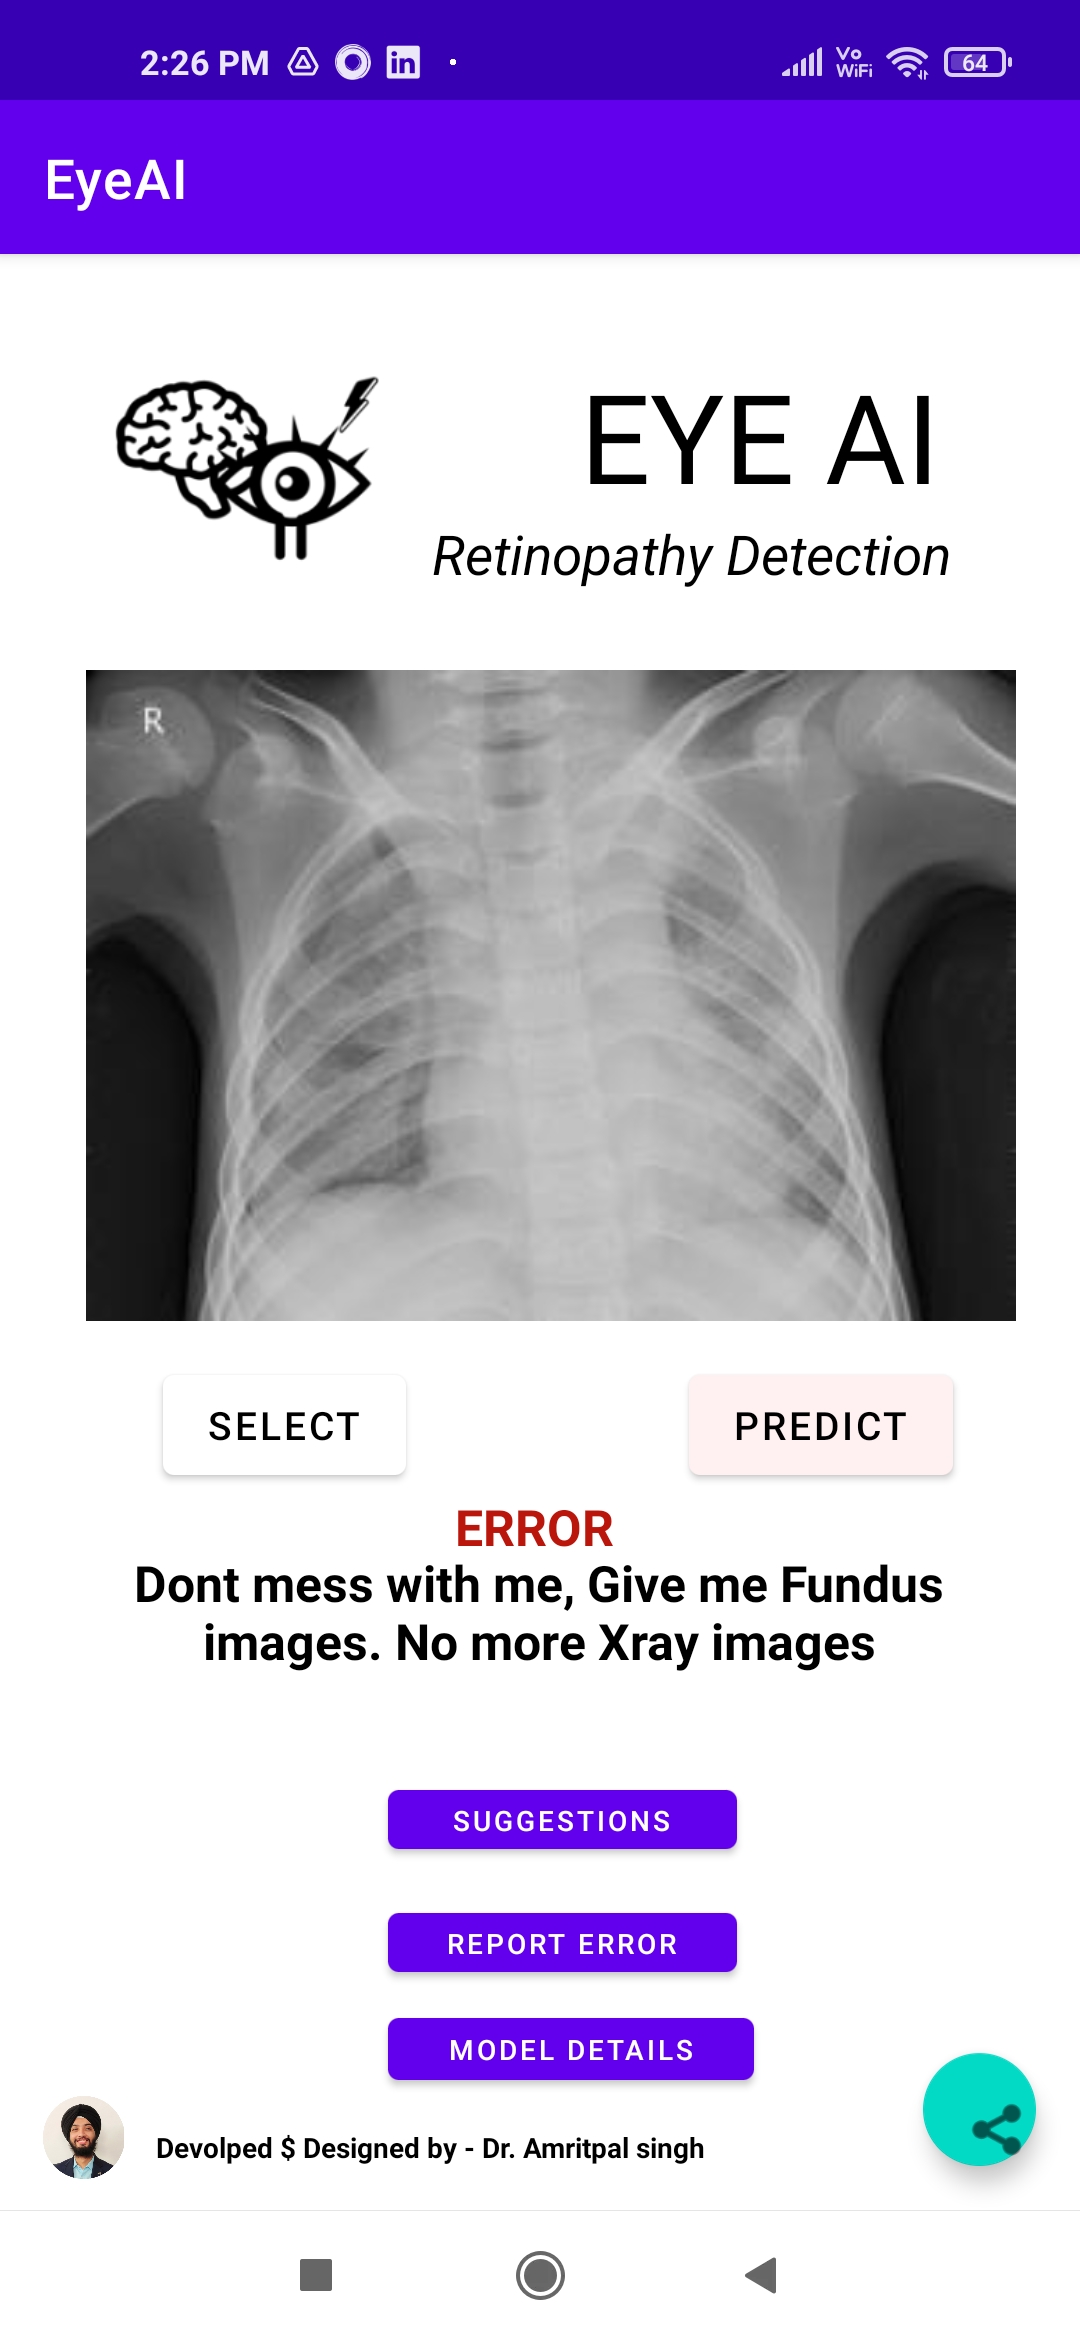 2:26 PM
Vo
WiFi
64
EyeAI
EYE AI
Retinopathy Detection
R
SELECT
PREDICT
ERROR
Dont mess with me, Give me Fundus
images. No more Xray images
SUGGESTIONS
REPORT ERROR
MODEL DETAILS
Devolped $ Designed by - Dr. Amritpal singh